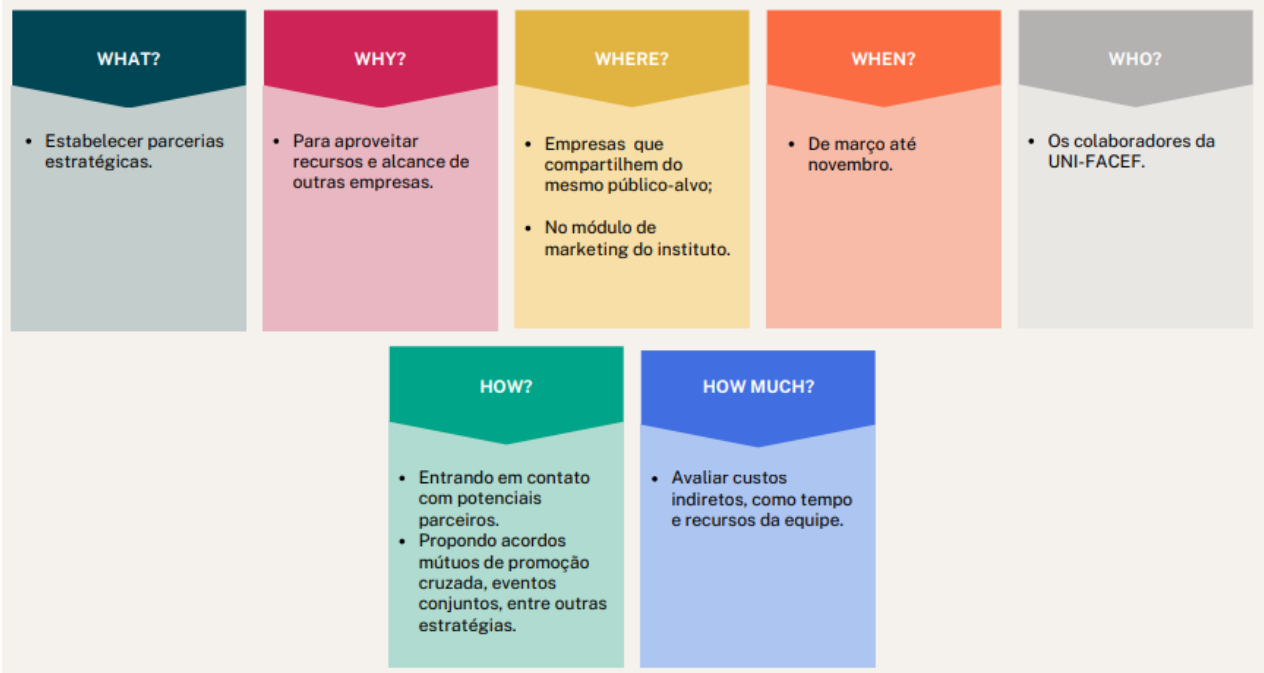 WHAT?
• Estabelecer parcerias
estratégicas.
WHY?
• Para aproveitar
recursos e alcance de
outras empresas.
WHERE?
• Empresas que
compartilhem do
mesmo público-alvo;
• No módulo de
marketing do instituto.
WHEN?
• De março até
novembro.
WHO?
• Os colaboradores da
UNI-FACEF.
HOW?
• Entrando em contato
com potenciais
parceiros.
• Propondo acordos
mútuos de promoção
cruzada, eventos
conjuntos, entre outras
estratégias.
HOW MUCH?
• Avaliar custos
indiretos, como tempo
e recursos da equipe.